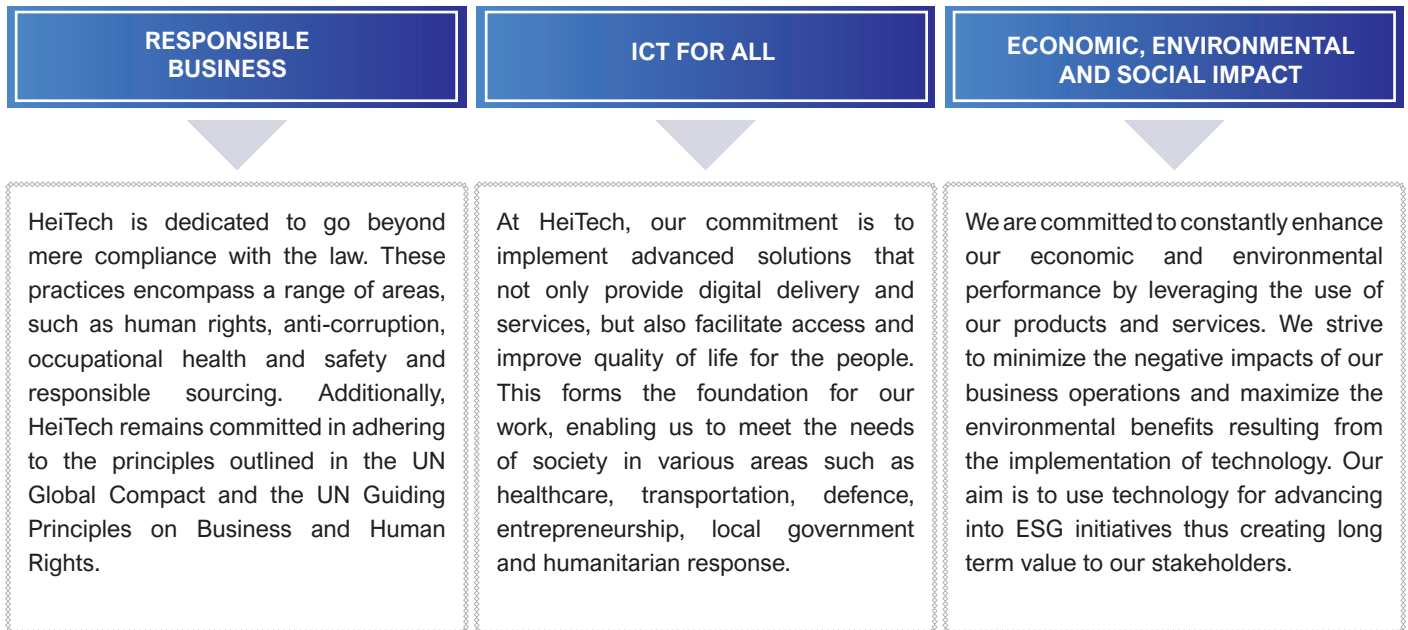 RESPONSIBLE
BUSINESS
HeiTech is dedicated to go beyond
mere compliance with the law. These
practices encompass a range of areas,
such as human rights, anti-corruption,
occupational health and safety and
responsible sourcing. Additionally,
HeiTech remains committed in adhering
to the principles outlined in the UN
Global Compact and the UN Guiding
Principles on Business and Human
Rights.
ICT FOR ALL
At HeiTech, our commitment is to
implement advanced solutions that
not only provide digital delivery and
services, but also facilitate access and
improve quality of life for the people.
This forms the foundation for our
work, enabling us to meet the needs
of society in various areas such as
healthcare, transportation, defence,
entrepreneurship, local government
and humanitarian response.
ECONOMIC, ENVIRONMENTAL
AND SOCIAL IMPACT
We are committed to constantly enhance
our economic and environmental
performance by leveraging the use of
our products and services. We strive
to minimize the negative impacts of our
business operations and maximize the
environmental benefits resulting from
the implementation of technology. Our
aim is to use technology for advancing
into ESG initiatives thus creating long
term value to our stakeholders.